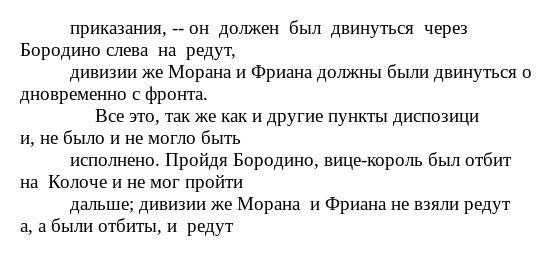 приказания, -- он  должен  был  двинуться  через
Бородино слева  на  редут,
дивизии же Морана и Фриана должны были двинуться о
дновременно с фронта.
Все это, так же как и другие пункты диспозици
и, не было и не могло быть
исполнено. Пройдя Бородино, вице-король был отбит
на  Колоче и не мог пройти
дальше; дивизии же Морана  и Фриана не взяли редут
а, а были отбиты, и  редут